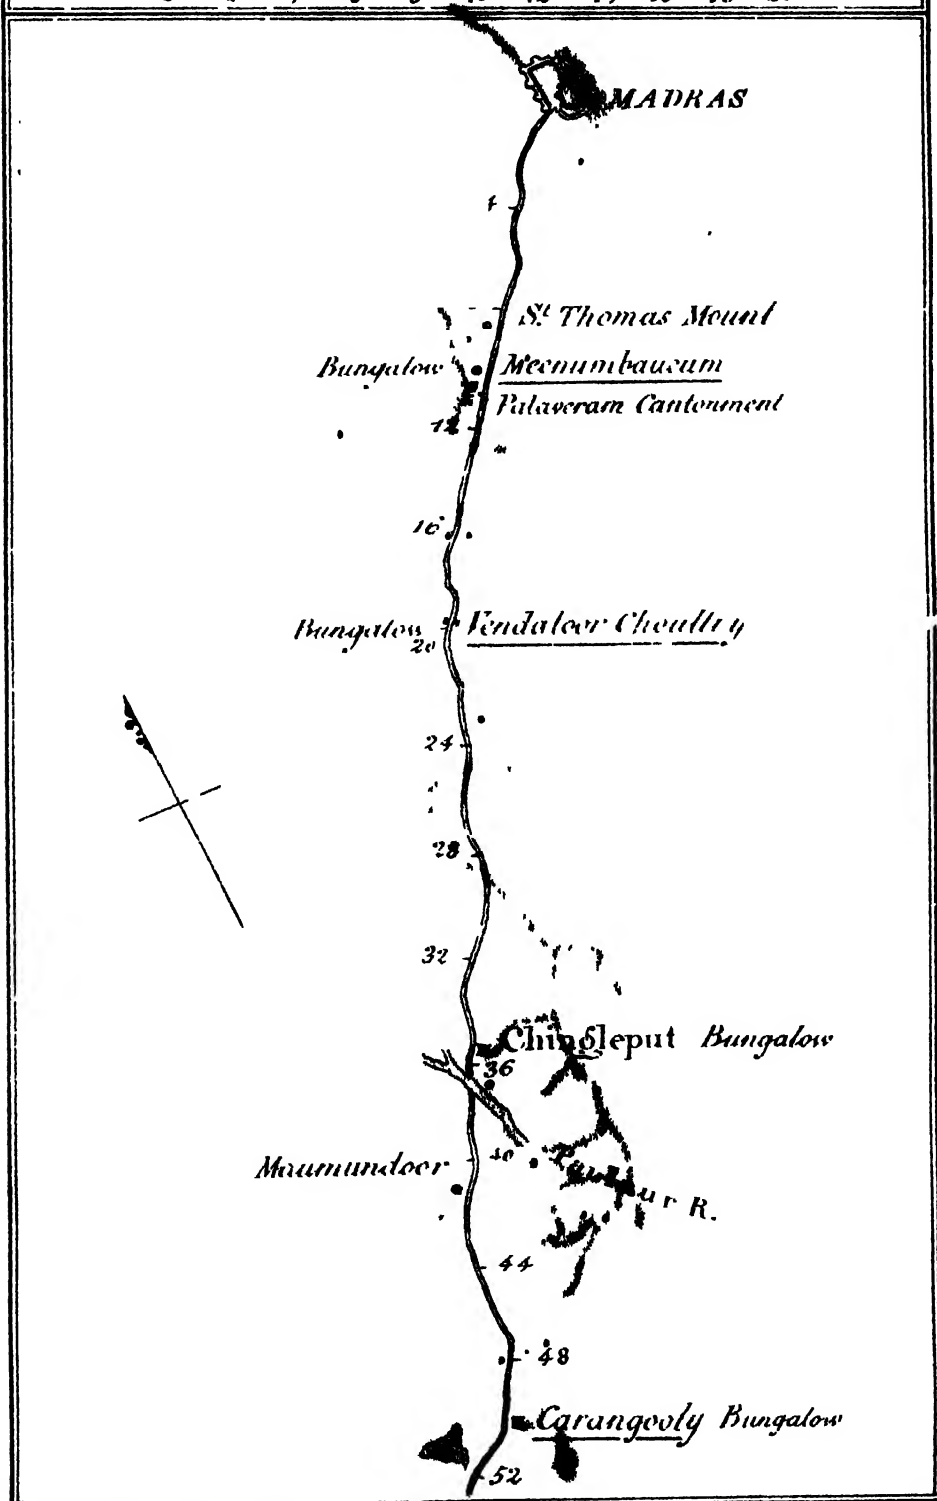 MADRAS
4
St Thomas Mount
Bungalow Meenumbaucum
Palaveram Cantonment
12
16
Bungalow Vendaloor Choultry
20
24
28
32
Chingleput Bungalow
36
40
Maumundoor
R.
44
48
Carangooly Bungalow
52